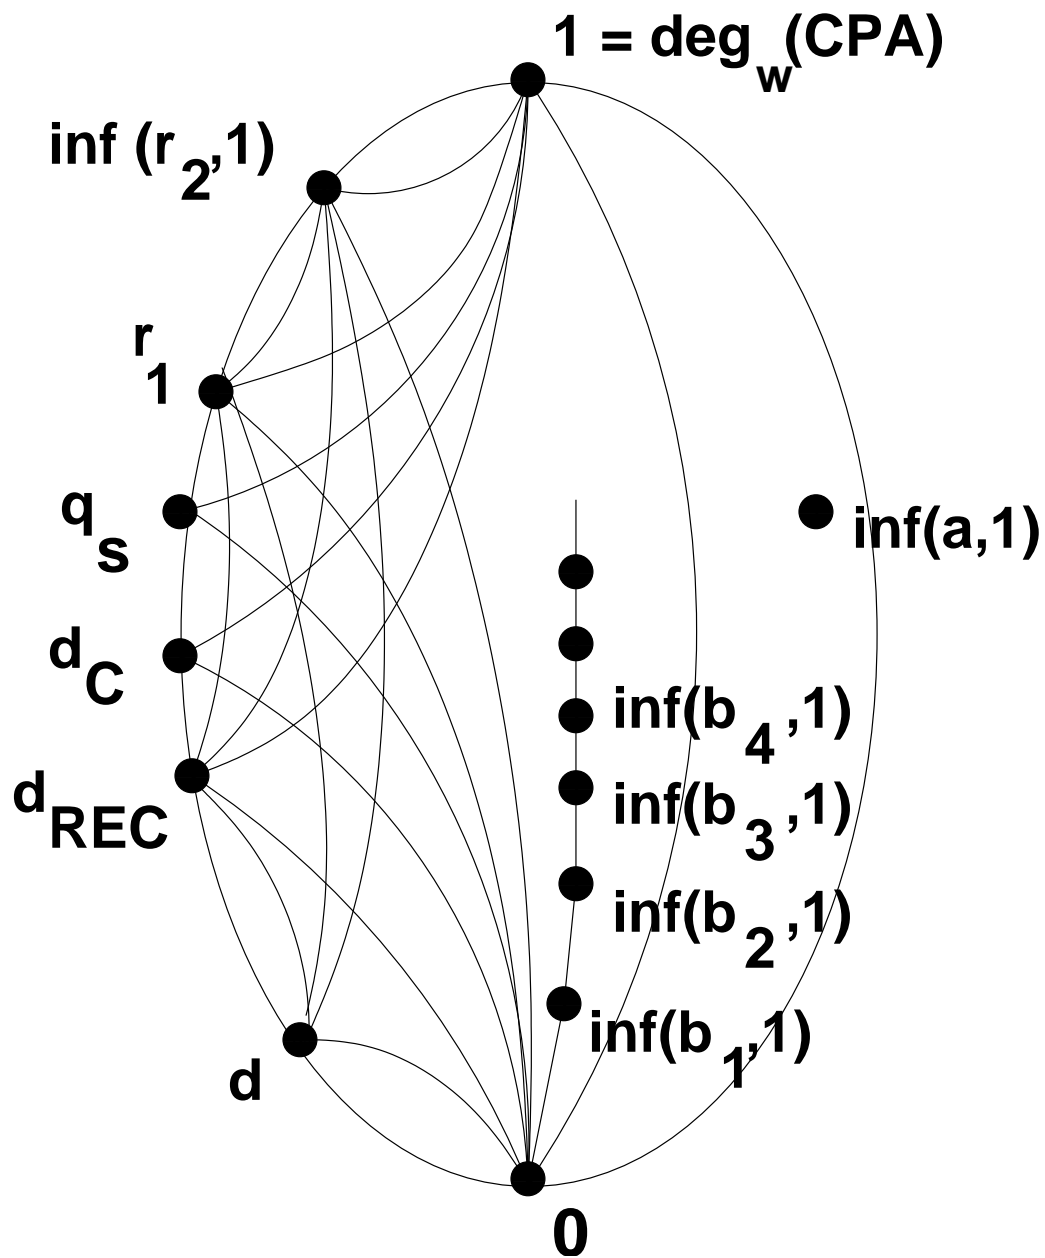 1 = deg_w(CPA)
inf (r_2,1)
r_1
q_s
inf(a,1)
d_C
inf(b_4,1)
d_REC
inf(b_3,1)
inf(b_2,1)
inf(b_1,1)
d
0